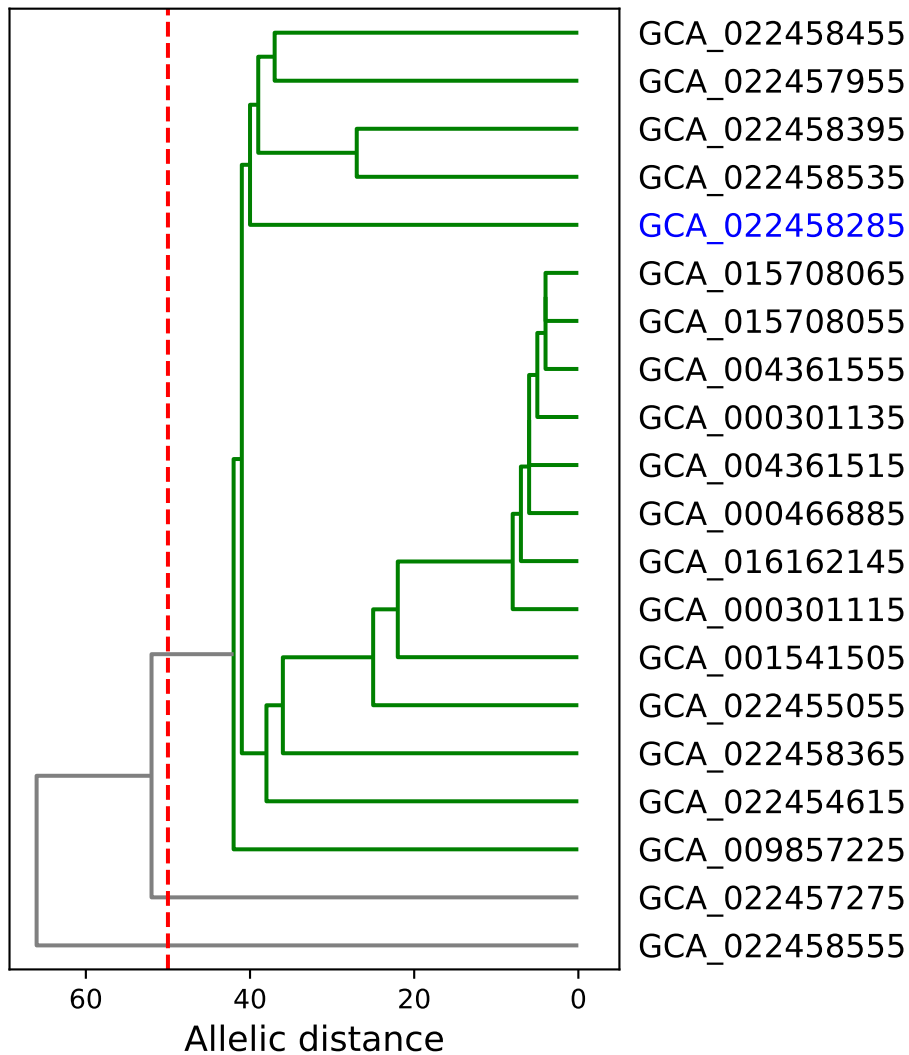 GCA_022458455
GCA_022457955
GCA_022458395
GCA_022458535
GCA_022458285
GCA_015708065
GCA_015708055
GCA_004361555
GCA_000301135
GCA_004361515
GCA_000466885
GCA_016162145
GCA_000301115
GCA_001541505
GCA_022455055
GCA_022458365
GCA_022454615
GCA_009857225
GCA_022457275
GCA_022458555
60 40 20 0
Allelic distance